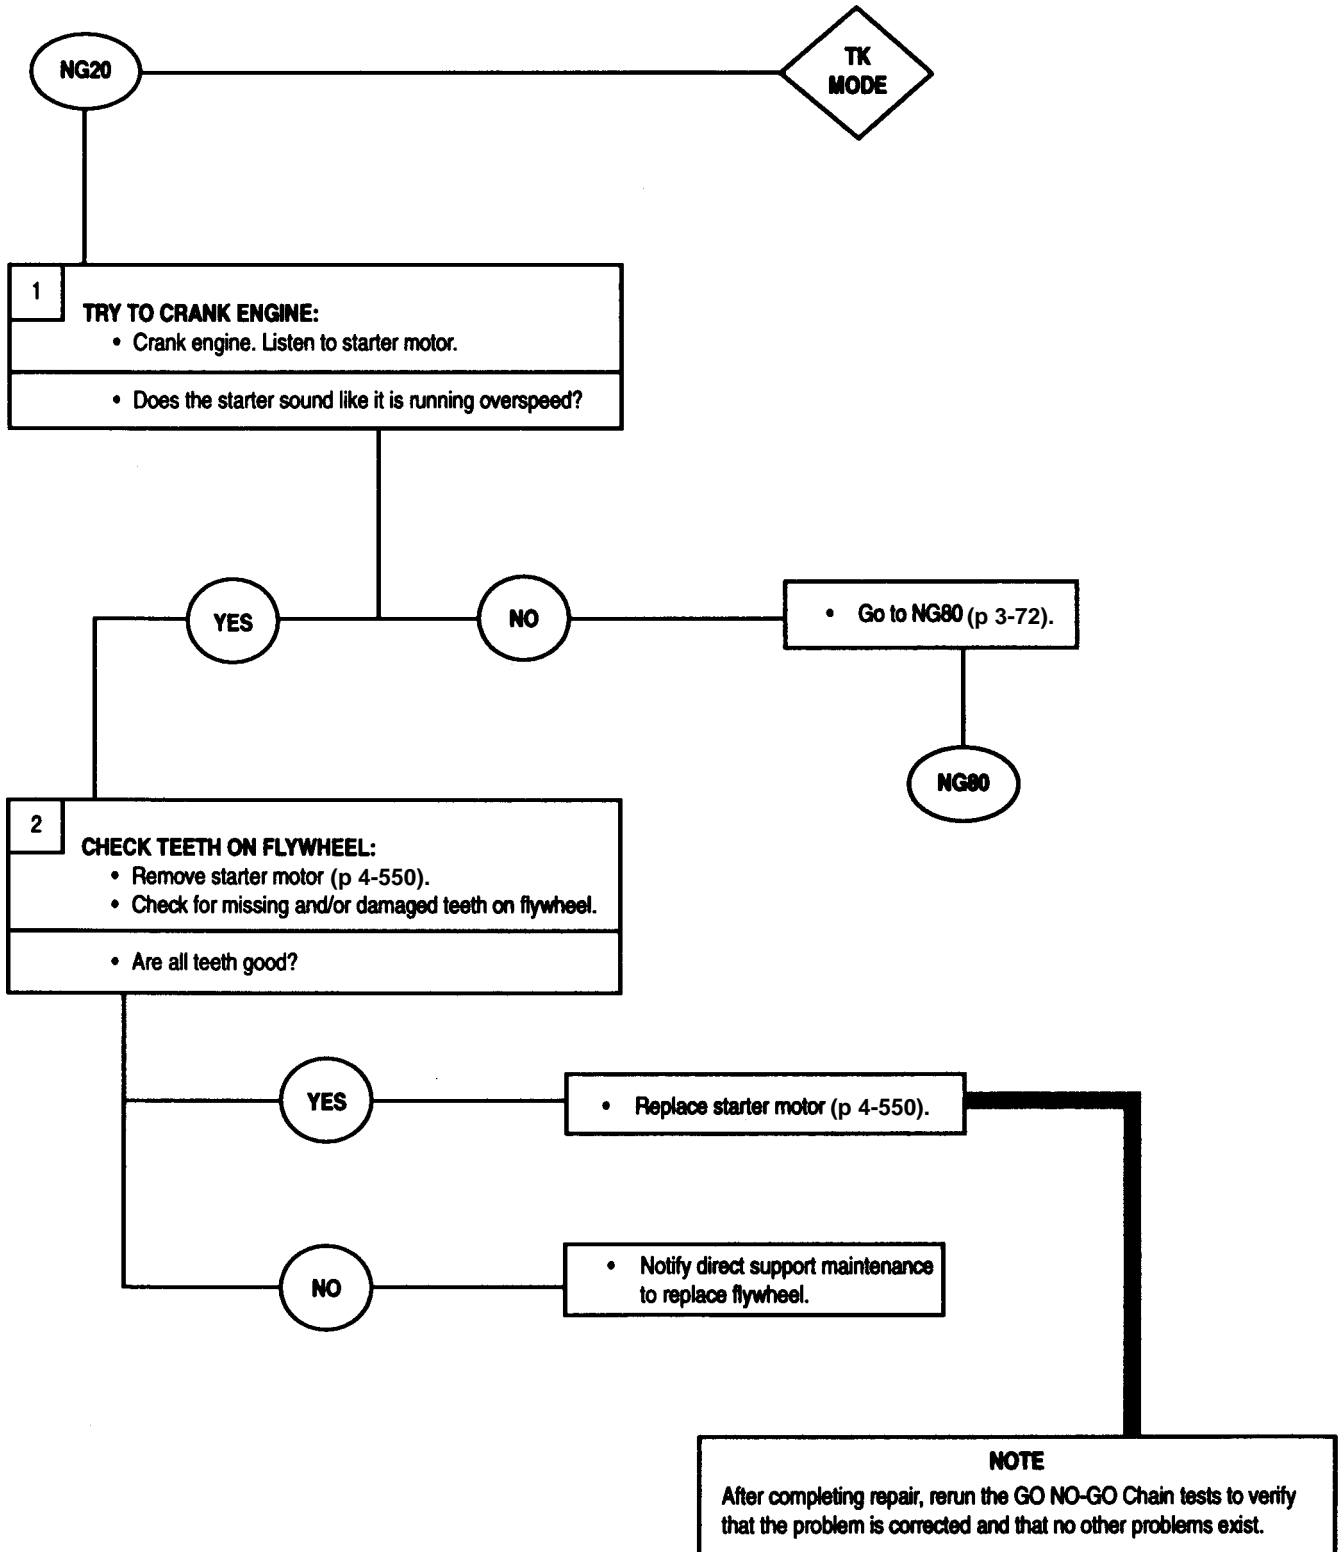 NG20
TK
MODE
1
TRY TO CRANK ENGINE:
• Crank engine. Listen to starter motor.
• Does the starter sound like it is running overspeed?
YES
NO
• Go to NG80 (p 3-72).
NG80
2
CHECK TEETH ON FLYWHEEL:
• Remove starter motor (p 4-550).
• Check for missing and/or damaged teeth on flywheel.
• Are all teeth good?
YES
• Replace starter motor (p 4-550).
NO
• Notify direct support maintenance
to replace flywheel.
NOTE
After completing repair, rerun the GO NO-GO Chain tests to verify
that the problem is corrected and that no other problems exist.